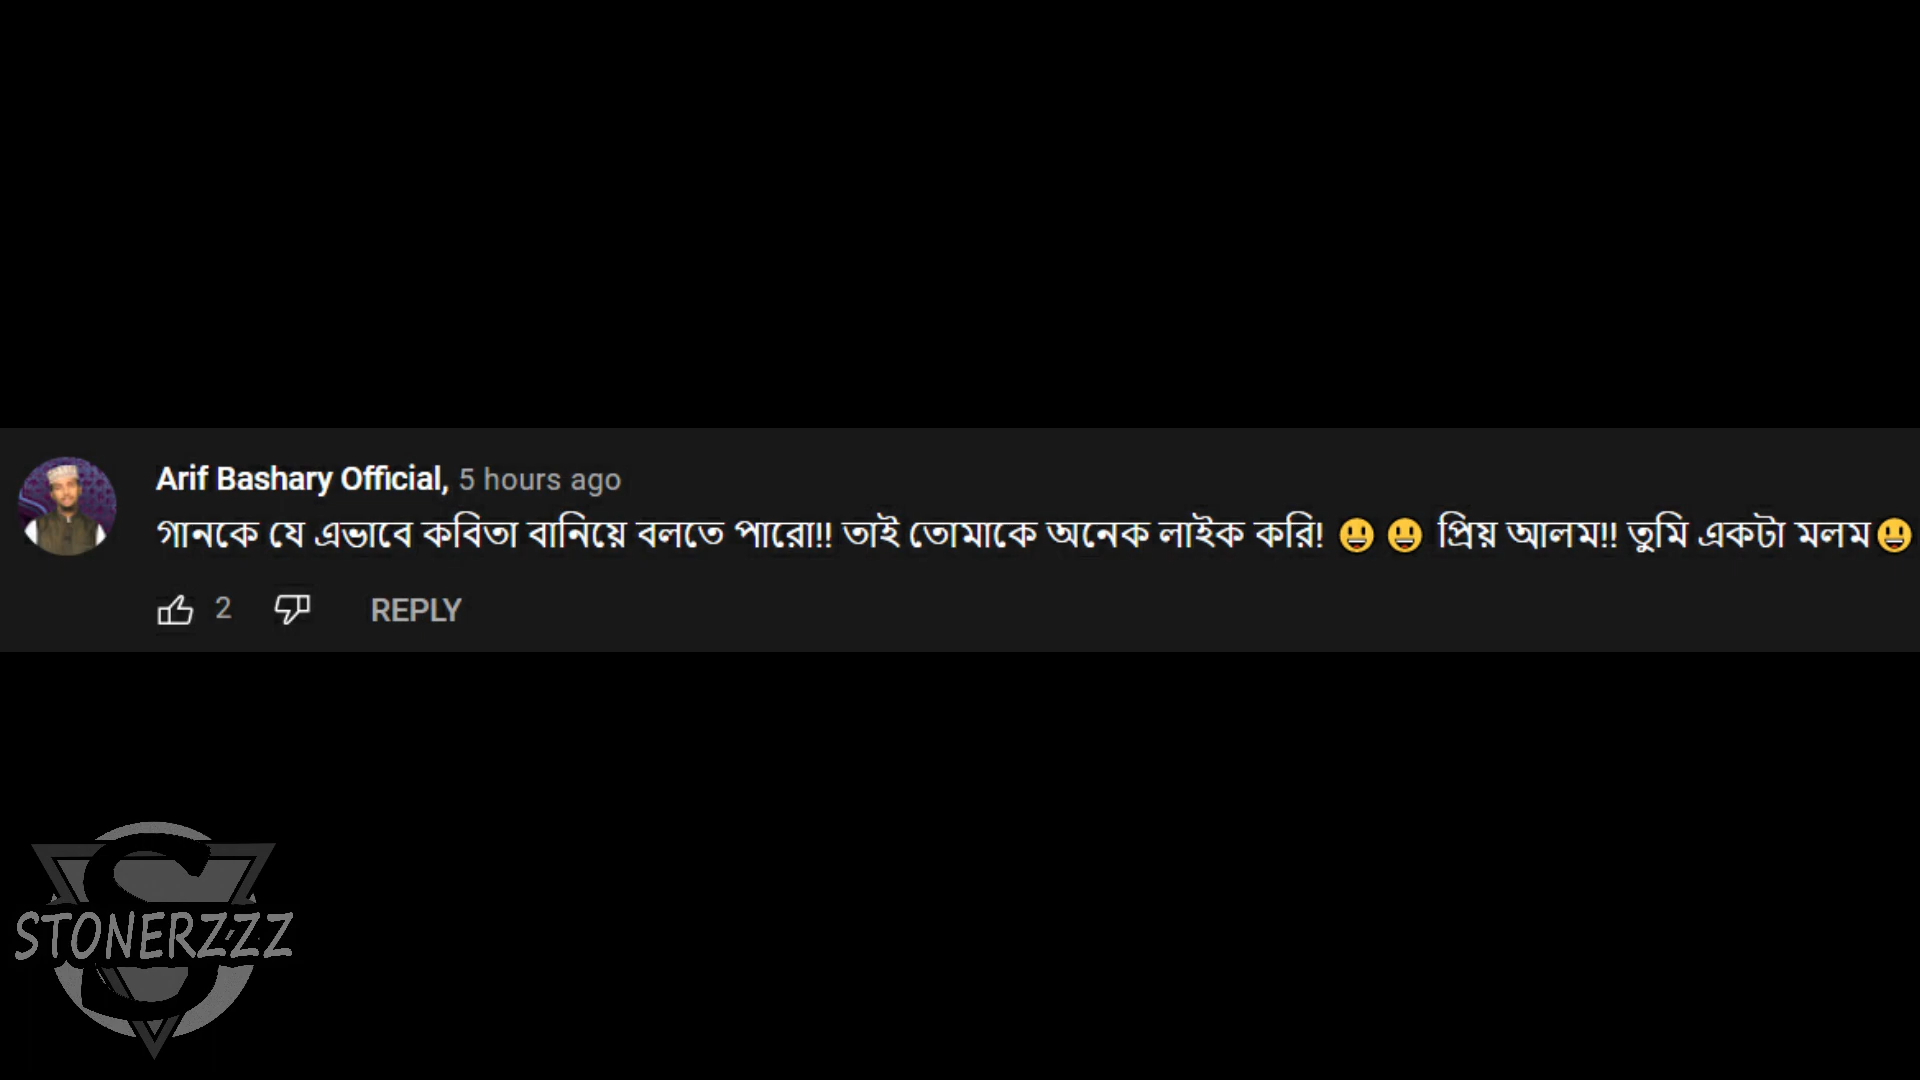 Arif Bashary Official, 5 hours ago
গানকে যে এভাবে কবিতা বানিয়ে বলতে পারো!! তাই তোমাকে অনেক লাইক করি! 😃 😃 প্রিয় আলম!! তুমি একটা মলম😃
2 REPLY
S
STONERZZZ